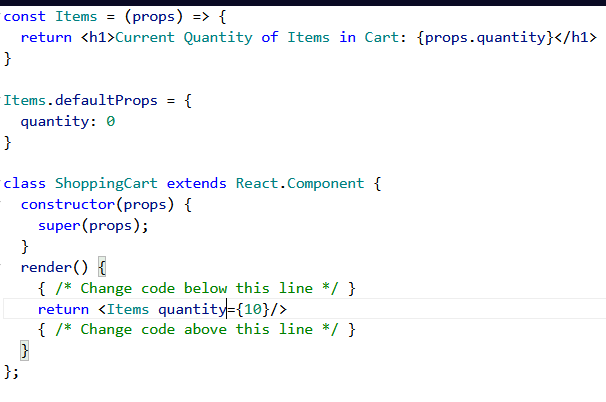 const Items = (props) => {
  return <h1>Current Quantity of Items in Cart: {props.quantity}</h1>
}

Items.defaultProps = {
  quantity: 0
}

class ShoppingCart extends React.Component {
  constructor(props) {
    super(props);
  }
  render() {
    { /* Change code below this line */ }
    return <Items quantity={10}/>
    { /* Change code above this line */ }
  }
};